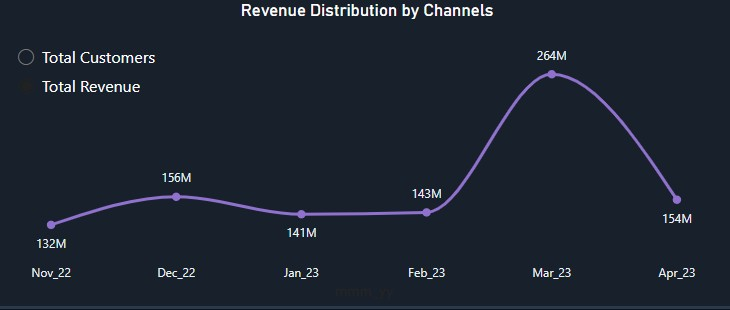 Revenue Distribution by Channels
Total Customers
Total Revenue
264M
156M
143M
132M
141M
154M
Nov_22 Dec_22 Jan_23 Feb_23 Mar_23 Apr_23